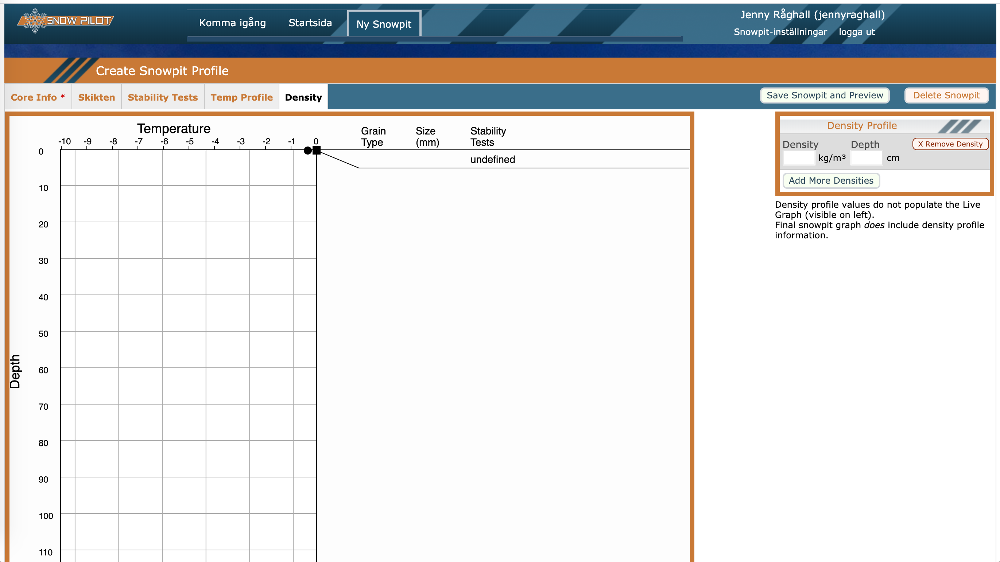 SNOW PILOT
Komma igång
Startsida
Ny Snowpit
Jenny Råghall (jennyraghall)
Snowpit-inställningar
logga ut
Create Snowpit Profile
Core Info *
Skikten
Stability Tests
Temp Profile
Density
Save Snowpit and Preview
Delete Snowpit
Temperature
-10 -9 -8 -7 -6 -5 -4 -3 -2 -1 0
Grain
Type
Size
(mm)
Stability
Tests
undefined
Depth
0
10
20
30
40
50
60
70
80
90
100
110
Density Profile
Density
Depth
X Remove Density
kg/m³
cm
Add More Densities
Density profile values do not populate the Live
Graph (visible on left).
Final snowpit graph does include density profile
information.